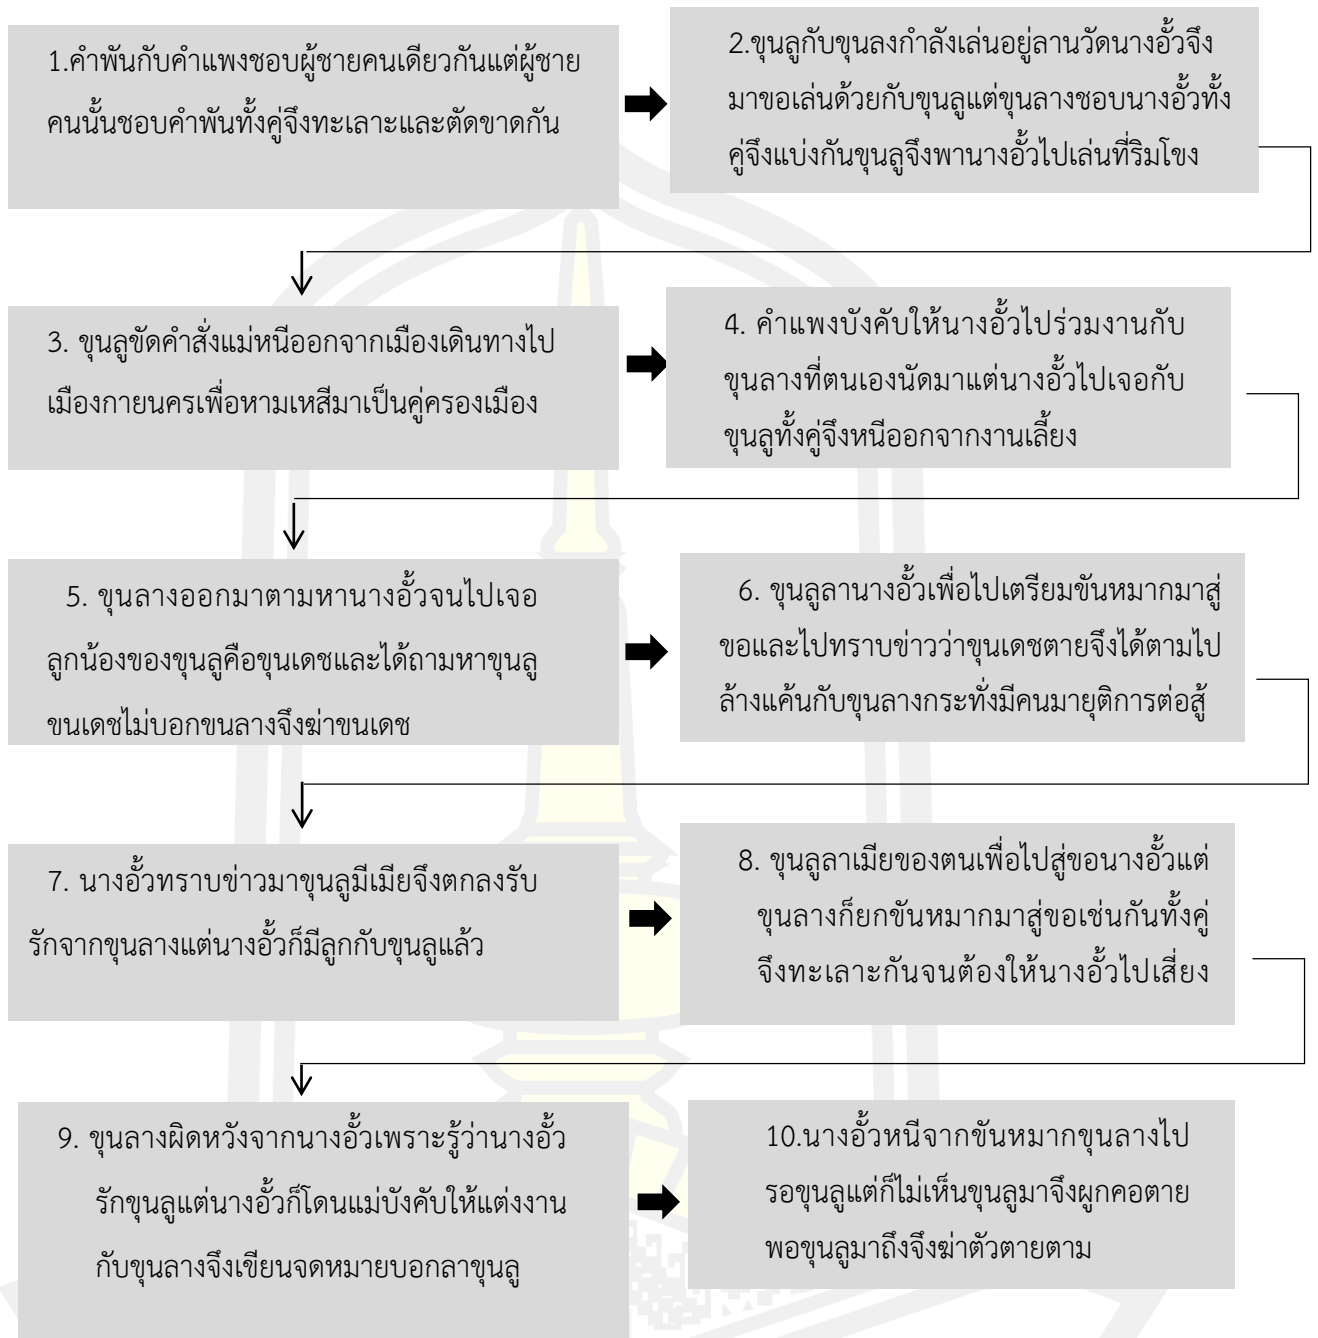 1.คำพันกับคำแพงชอบผู้ชายคนเดียวกันแต่ผู้ชาย
คนนั้นชอบคำพันทั้งคู่จึงทะเลาะและตัดขาดกัน
2.ขุนลูกับขุนลงกำลังเล่นอยู่ลานวัดนางอั้วจึง
มาขอเล่นด้วยกับขุนลูแต่ขุนลางชอบนางอั้วทั้ง
คู่จึงแบ่งกันขุนลูจึงพานางอั้วไปเล่นที่ริมโขง
3. ขุนลูขัดคำสั่งแม่หนีออกจากเมืองเดินทางไป
เมืองกายนครเพื่อหามเหสีมาเป็นคู่ครองเมือง
4. คำแพงบังคับให้นางอั้วไปร่วมงานกับ
ขุนลางที่ตนเองนัดมาแต่นางอั้วไปเจอกับ
ขุนลูทั้งคู่จึงหนีออกจากงานเลี้ยง
5. ขุนลางออกมาตามหานางอั้วจนไปเจอ
ลูกน้องของขุนลูคือขุนเดชและได้ถามหาขุนลู
ขุนเดชไม่บอกขุนลางจึงฆ่าขุนเดช
6. ขุนลูลานางอั้วเพื่อไปเตรียมขันหมากมาสู่
ขอและไปทราบข่าวว่าขุนเดชตายจึงได้ตามไป
ล้างแค้นกับขุนลางกระทั่งมีคนมายุติการต่อสู้
7. นางอั้วทราบข่าวมาขุนลูมีเมียจึงตกลงรับ
รักจากขุนลางแต่นางอั้วก็มีลูกกับขุนลูแล้ว
8. ขุนลูลาเมียของตนเพื่อไปสู่ขอนางอั้วแต่
ขุนลางก็ยกขันหมากมาสู่ขอเช่นกันทั้งคู่
จึงทะเลาะกันจนต้องให้นางอั้วไปเสี่ยง
9. ขุนลางผิดหวังจากนางอั้วเพราะรู้ว่านางอั้ว
รักขุนลูแต่นางอั้วก็โดนแม่บังคับให้แต่งงาน
กับขุนลางจึงเขียนจดหมายบอกลาขุนลู
10.นางอั้วหนีจากขันหมากขุนลางไป
รอขุนลูแต่ก็ไม่เห็นขุนลูมาจึงผูกคอตาย
พอขุนลูมาถึงจึงฆ่าตัวตายตาม